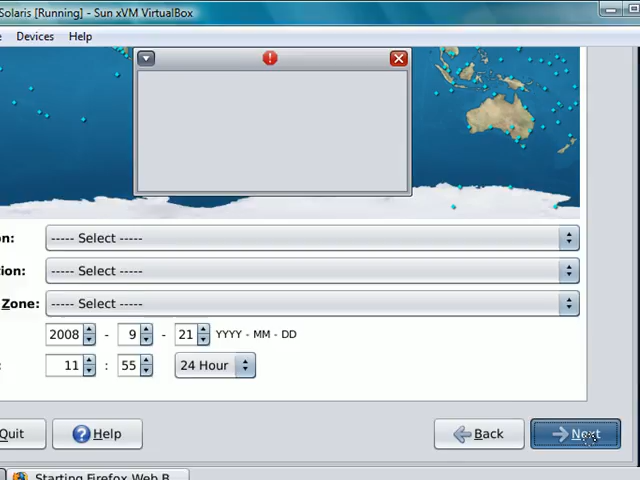 Solaris [Running] - Sun xVM VirtualBox
e Devices Help
on: ----- Select -----
tion: ----- Select -----
Zone: ----- Select -----
2008 - 9 - 21 YYYY - MM - DD
: 11 : 55 24 Hour
Quit Help Back Next
Starting Firefox Web B